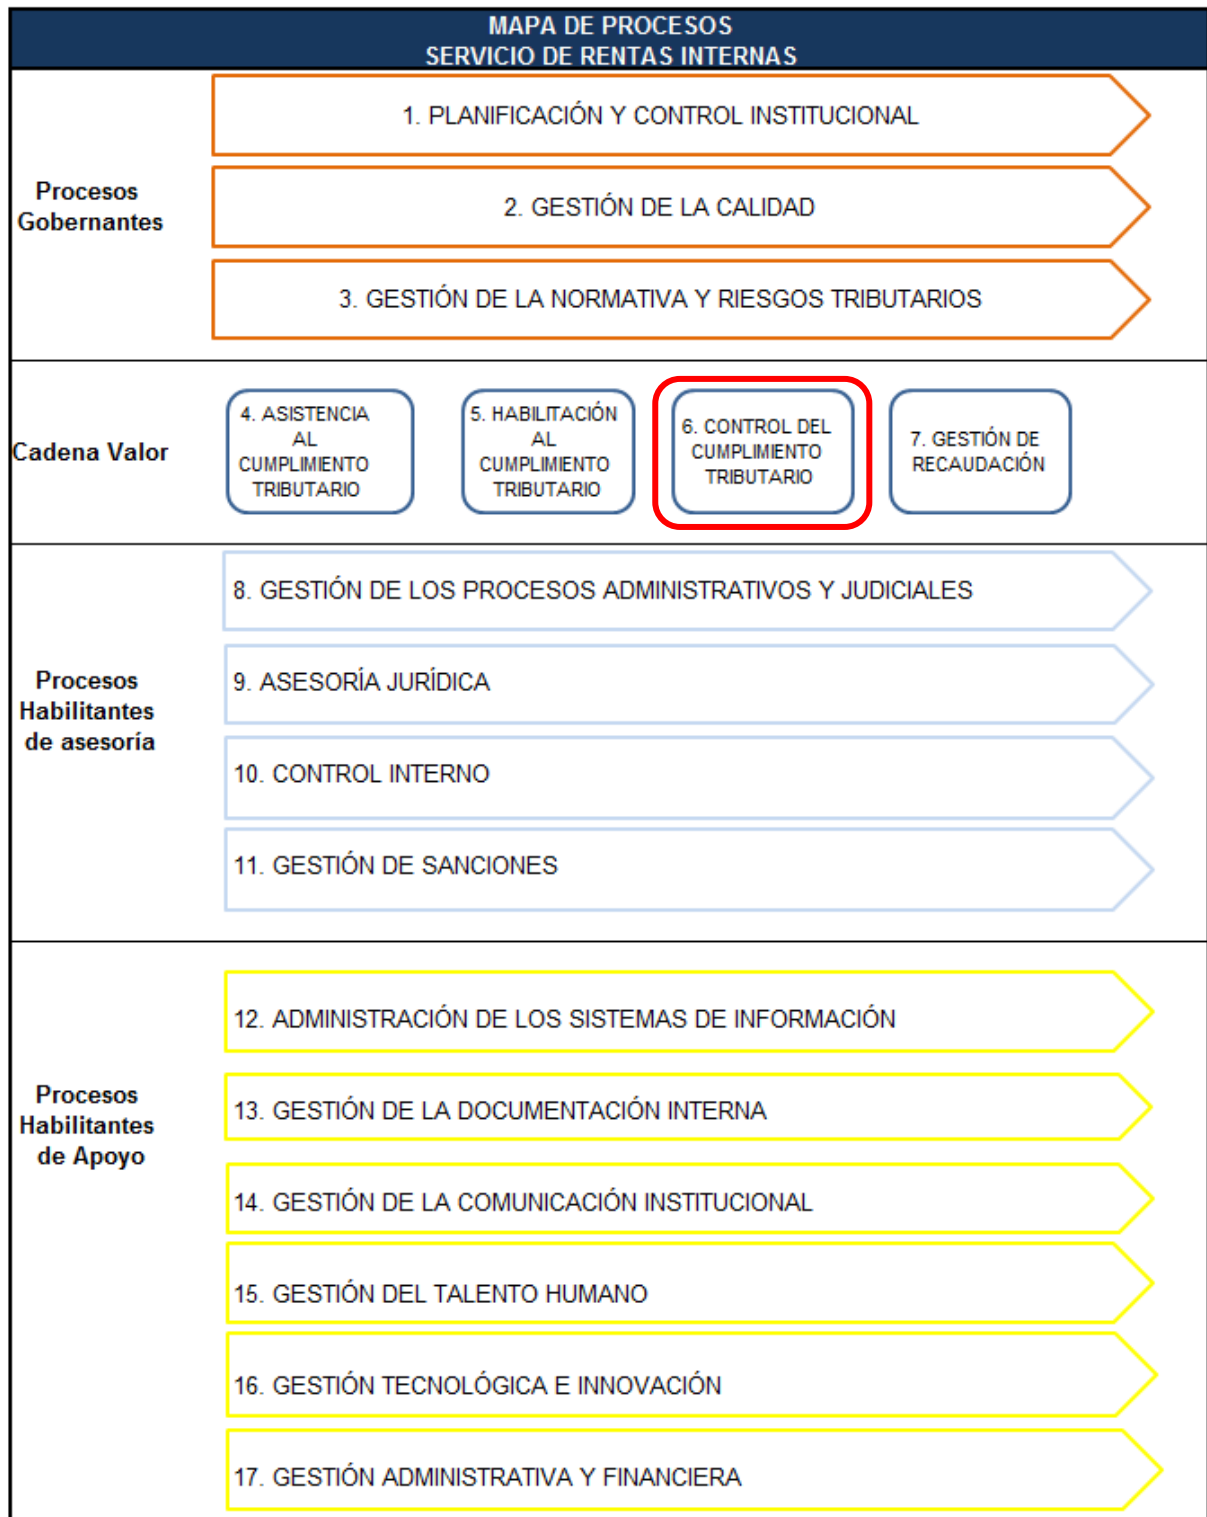 MAPA DE PROCESOS
SERVICIO DE RENTAS INTERNAS
Procesos
Gobernantes
1. PLANIFICACIÓN Y CONTROL INSTITUCIONAL
2. GESTIÓN DE LA CALIDAD
3. GESTIÓN DE LA NORMATIVA Y RIESGOS TRIBUTARIOS
Cadena Valor
4. ASISTENCIA
AL
CUMPLIMIENTO
TRIBUTARIO
5. HABILITACIÓN
AL
CUMPLIMIENTO
TRIBUTARIO
6. CONTROL DEL
CUMPLIMIENTO
TRIBUTARIO
7. GESTIÓN DE
RECAUDACIÓN
Procesos
Habilitantes
de asesoría
8. GESTIÓN DE LOS PROCESOS ADMINISTRATIVOS Y JUDICIALES
9. ASESORÍA JURÍDICA
10. CONTROL INTERNO
11. GESTIÓN DE SANCIONES
Procesos
Habilitantes
de Apoyo
12. ADMINISTRACIÓN DE LOS SISTEMAS DE INFORMACIÓN
13. GESTIÓN DE LA DOCUMENTACIÓN INTERNA
14. GESTIÓN DE LA COMUNICACIÓN INSTITUCIONAL
15. GESTIÓN DEL TALENTO HUMANO
16. GESTIÓN TECNOLÓGICA E INNOVACIÓN
17. GESTIÓN ADMINISTRATIVA Y FINANCIERA